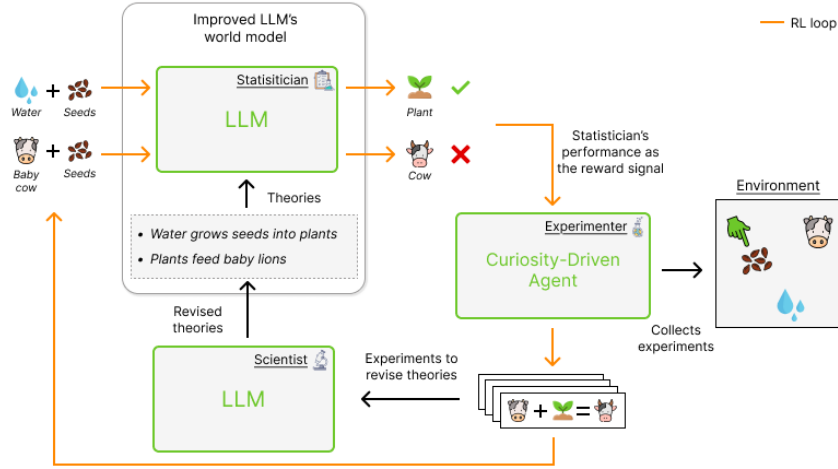 Improved LLM's
world model
RL loop
Statisitician
LLM
Water
+
Seeds
Plant
Baby
cow
+
Seeds
Cow
Statistician's
performance as
the reward signal
Theories
• Water grows seeds into plants
• Plants feed baby lions
Environment
Experimenter
Curiosity-Driven
Agent
Collects
experiments
Revised
theories
Scientist
LLM
Experiments to
revise theories
+ =